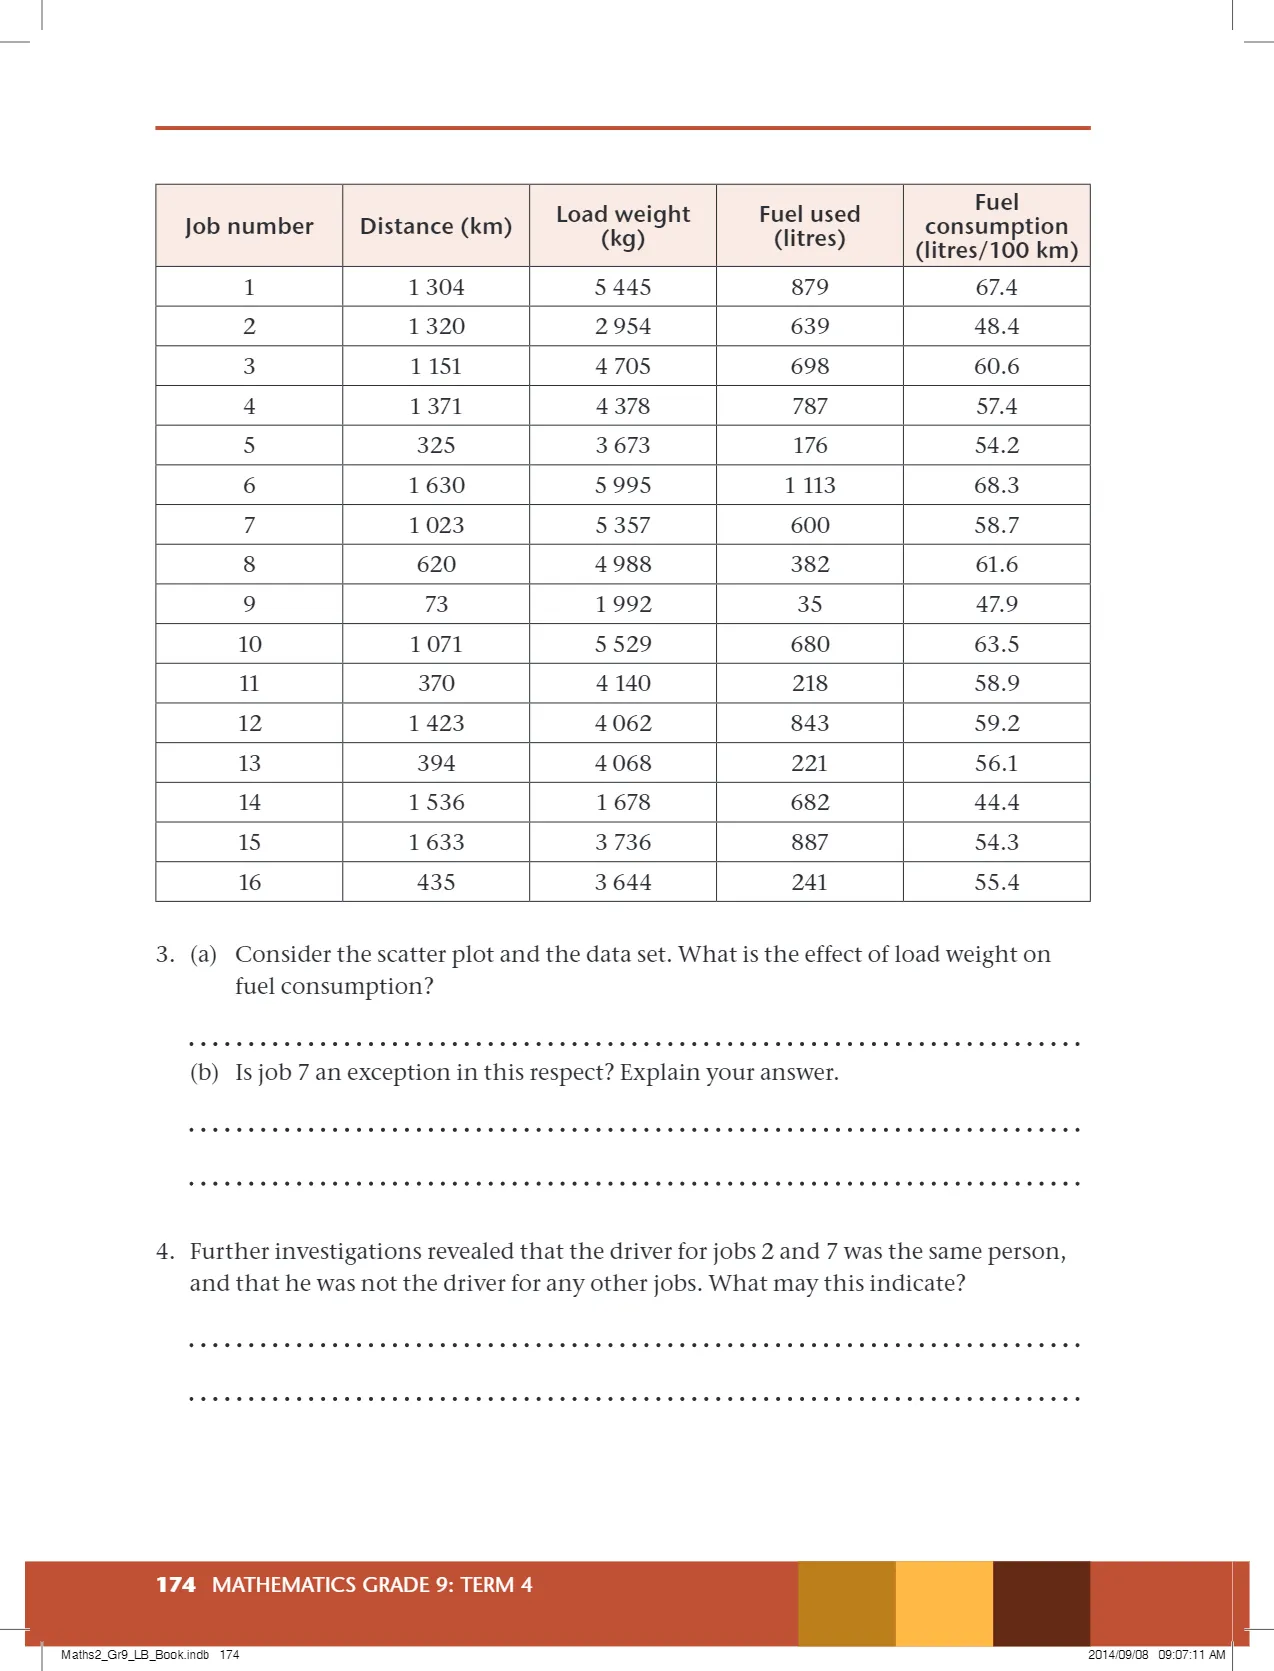 Job number Distance (km) Load weight (kg) Fuel used (litres) Fuel consumption (litres/100 km)
1 1 304 5 445 879 67.4
2 1 320 2 954 639 48.4
3 1 151 4 705 698 60.6
4 1 371 4 378 787 57.4
5 325 3 673 176 54.2
6 1 630 5 995 1 113 68.3
7 1 023 5 357 600 58.7
8 620 4 988 382 61.6
9 73 1 992 35 47.9
10 1 071 5 529 680 63.5
11 370 4 140 218 58.9
12 1 423 4 062 843 59.2
13 394 4 068 221 56.1
14 1 536 1 678 682 44.4
15 1 633 3 736 887 54.3
16 435 3 644 241 55.4
3. (a) Consider the scatter plot and the data set. What is the effect of load weight on
fuel consumption?
(b) Is job 7 an exception in this respect? Explain your answer.
4. Further investigations revealed that the driver for jobs 2 and 7 was the same person,
and that he was not the driver for any other jobs. What may this indicate?
174 MATHEMATICS GRADE 9: TERM 4
Maths2_Gr9_LB_Book.indb 174 2014/09/08 09:07:11 AM